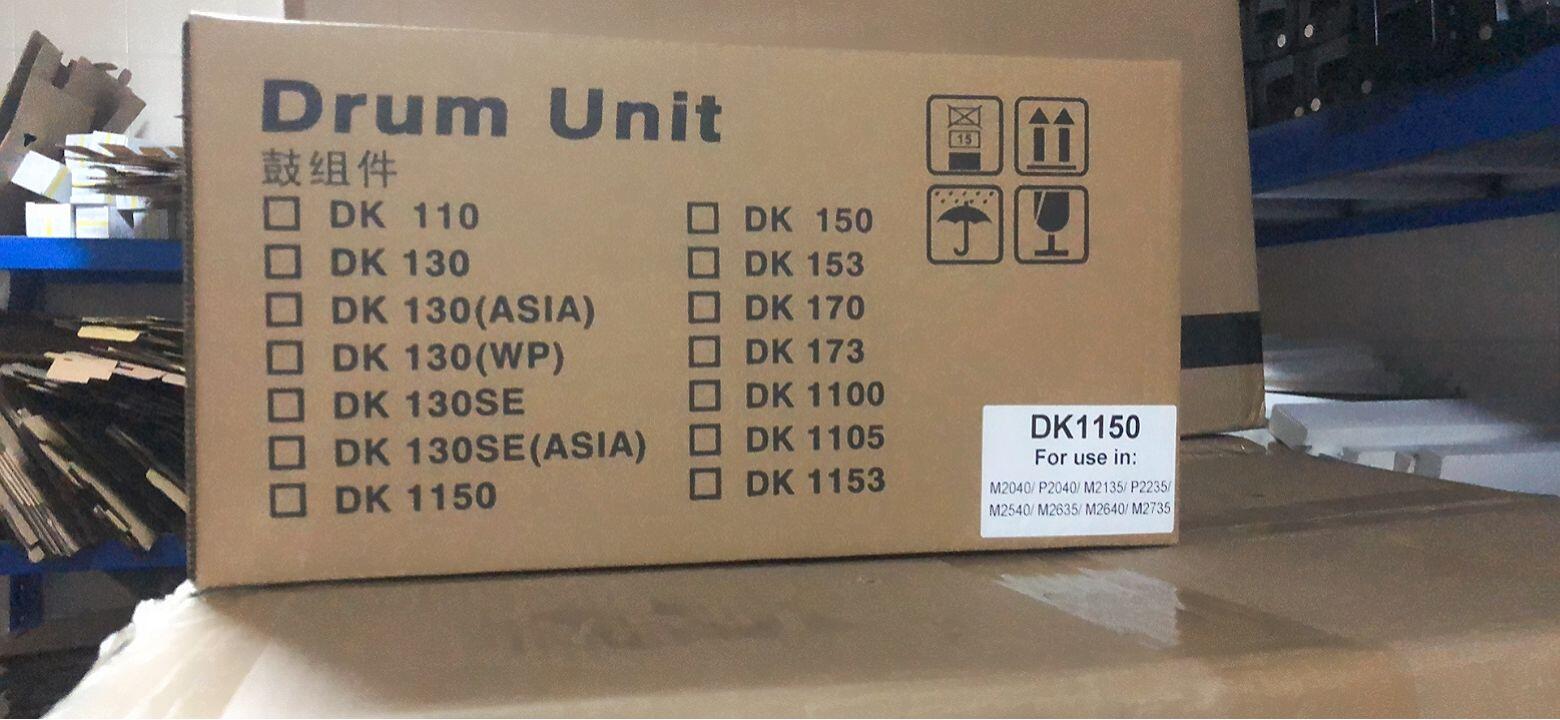 Drum Unit
鼓组件
DK 110
DK 130
DK 130(ASIA)
DK 130(WP)
DK 130SE
DK 130SE(ASIA)
DK 1150
DK 150
DK 153
DK 170
DK 173
DK 1100
DK 1105
DK 1153
15
DK1150
For use in:
M2040/ P2040/ M2135/ P2235/
M2540/ M2635/ M2640/ M2735